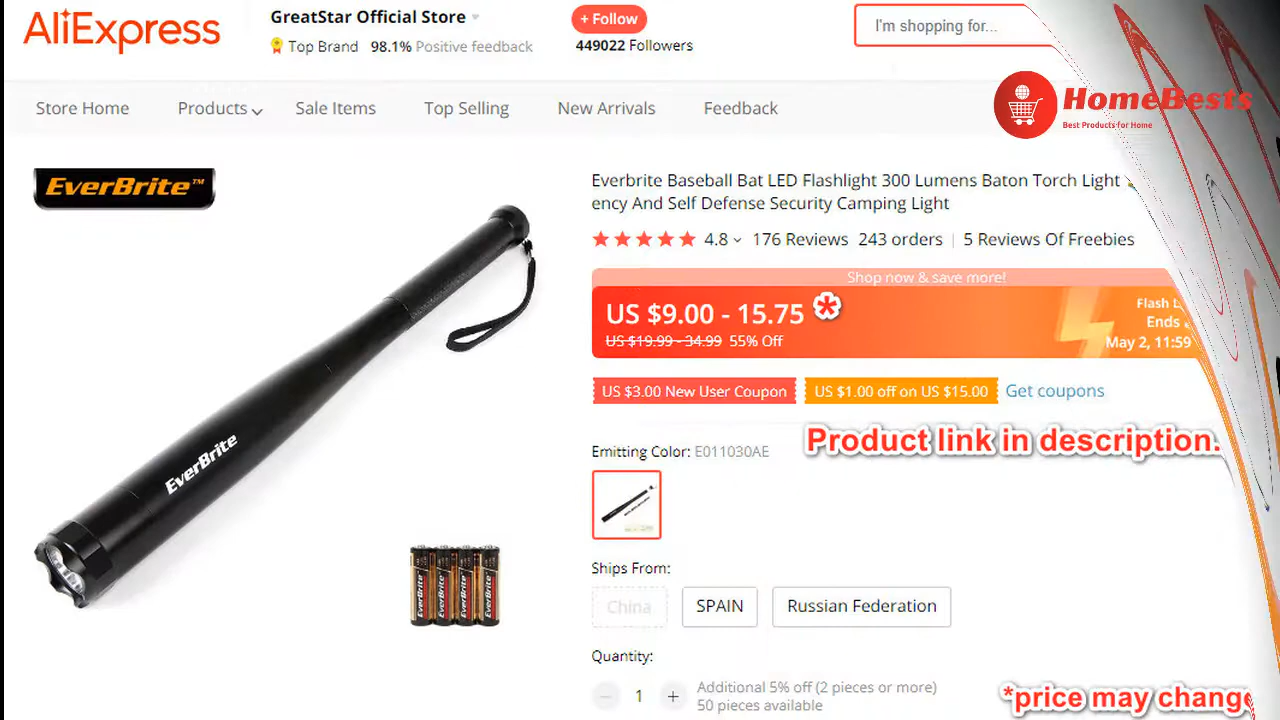 AliExpress
GreatStar Official Store
Top Brand 98.1% Positive feedback
+ Follow
449022 Followers
I'm shopping for...
Store Home Products Sale Items Top Selling New Arrivals Feedback
HomeBests
Best Products for Home
EverBrite™
EverBrite
EverBrite EverBrite EverBrite EverBrite
Everbrite Baseball Bat LED Flashlight 300 Lumens Baton Torch Light
ency And Self Defense Security Camping Light
4.8 176 Reviews 243 orders | 5 Reviews Of Freebies
Shop now & save more!
US $9.00 - 15.75 *
US $19.99 - 34.99 55% Off
Flash
Ends
May 2, 11:59
US $3.00 New User Coupon US $1.00 off on US $15.00 Get coupons
Product link in description.
Emitting Color: E011030AE
Ships From:
China SPAIN Russian Federation
Quantity:
− 1 + Additional 5% off (2 pieces or more)
50 pieces available
*price may change